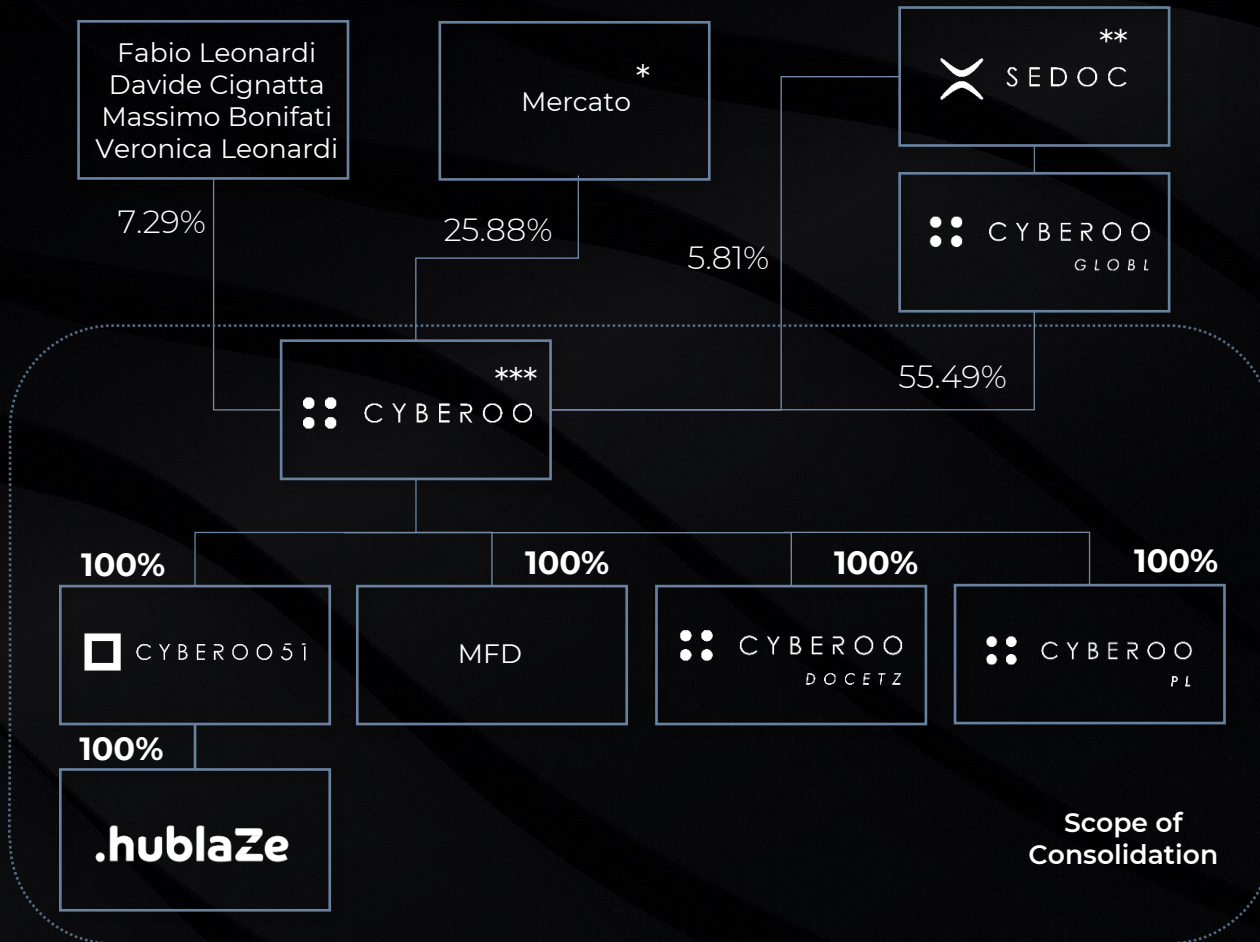 Fabio Leonardi
Davide Cignatta
Massimo Bonifati
Veronica Leonardi
*
Mercato
**
SEDOC
7.29%
25.88%
5.81%
CYBEROO
GLOBL
55.49%
***
CYBEROO
100%
100%
100%
100%
CYBEROO51
MFD
CYBEROO
DOCETZ
CYBEROO
PL
100%
.hublaze
Scope of
Consolidation